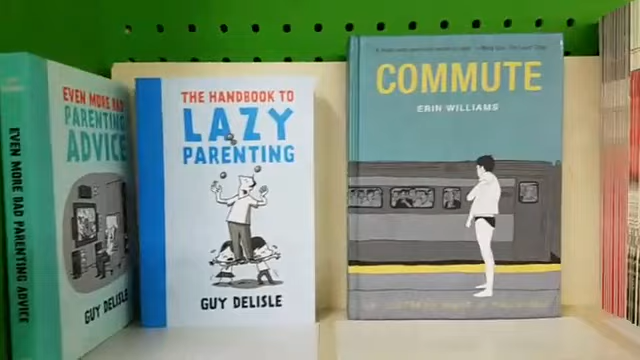 EVEN MORE BAD PARENTING ADVICE
EVEN MORE BAD
PARENTING
ADVICE
GUY DELISLE
THE HANDBOOK TO
LAZY
PARENTING
GUY DELISLE
COMMUTE
ERIN WILLIAMS